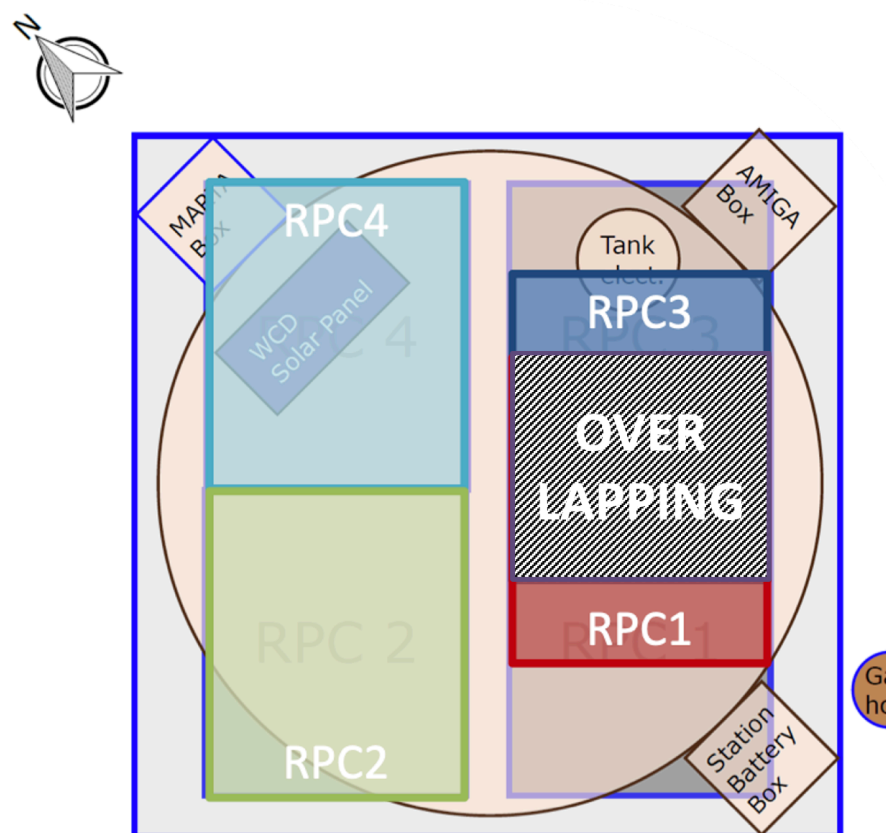 N
MARTA
Box
RPC4
WCD
Solar Panel
RPC 4
AMIGA
Box
Tank
elect.
RPC3
RPC 3
OVER
LAPPING
RPC 2
RPC2
RPC1
RPC 1
Station
Battery
Box